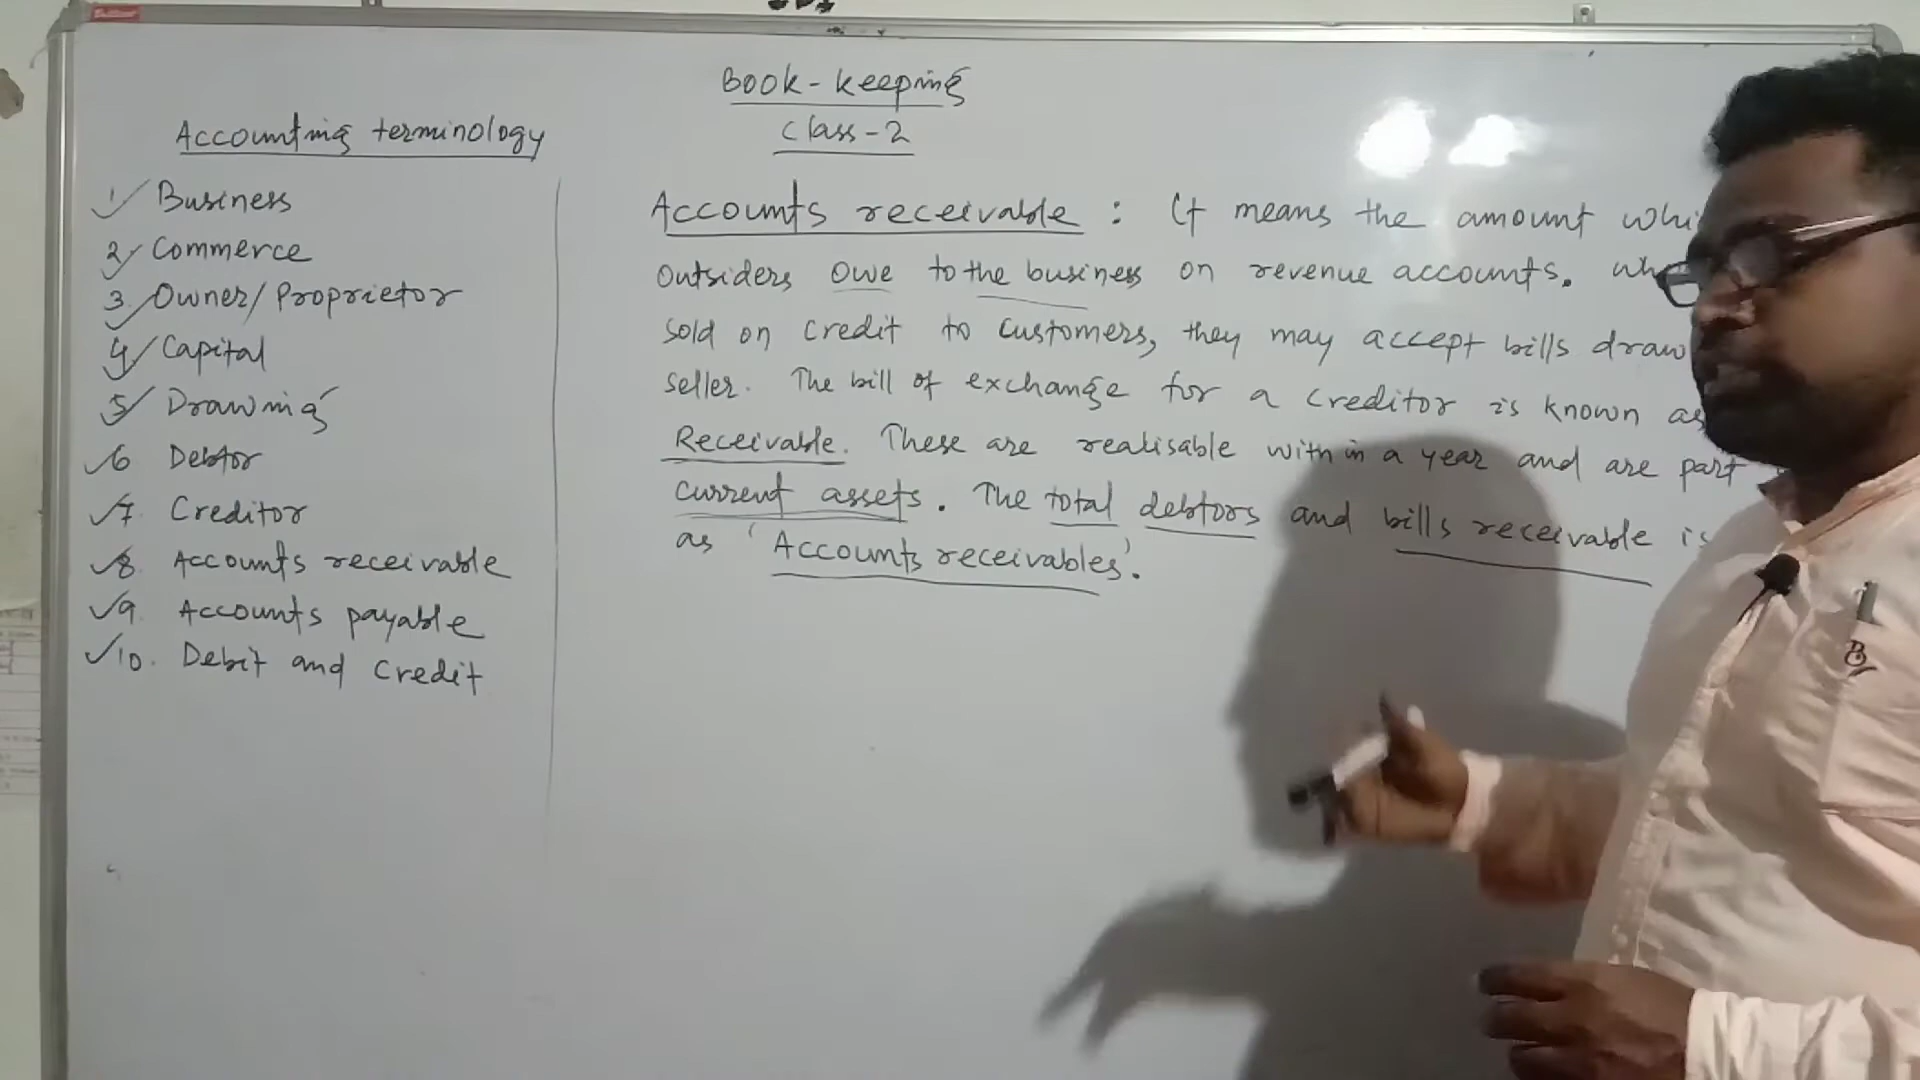 Book-keeping
Class-2
Accounting terminology
1 Business
2 Commerce
3. Owner/Proprietor
4 Capital
5 Drawing
6 Debtor
7. Creditor
8. Accounts receivable
9. Accounts payable
10. Debit and credit
Accounts receivable : It means the amount
Outsiders owe to the business on revenue accounts.
sold on credit to customers, they may accept bills
seller. The bill of exchange for a creditor is known as
Receivable. These are realisable within a year and are part
current assets. The total debtors and bills receivable is
as 'Accounts receivables'.